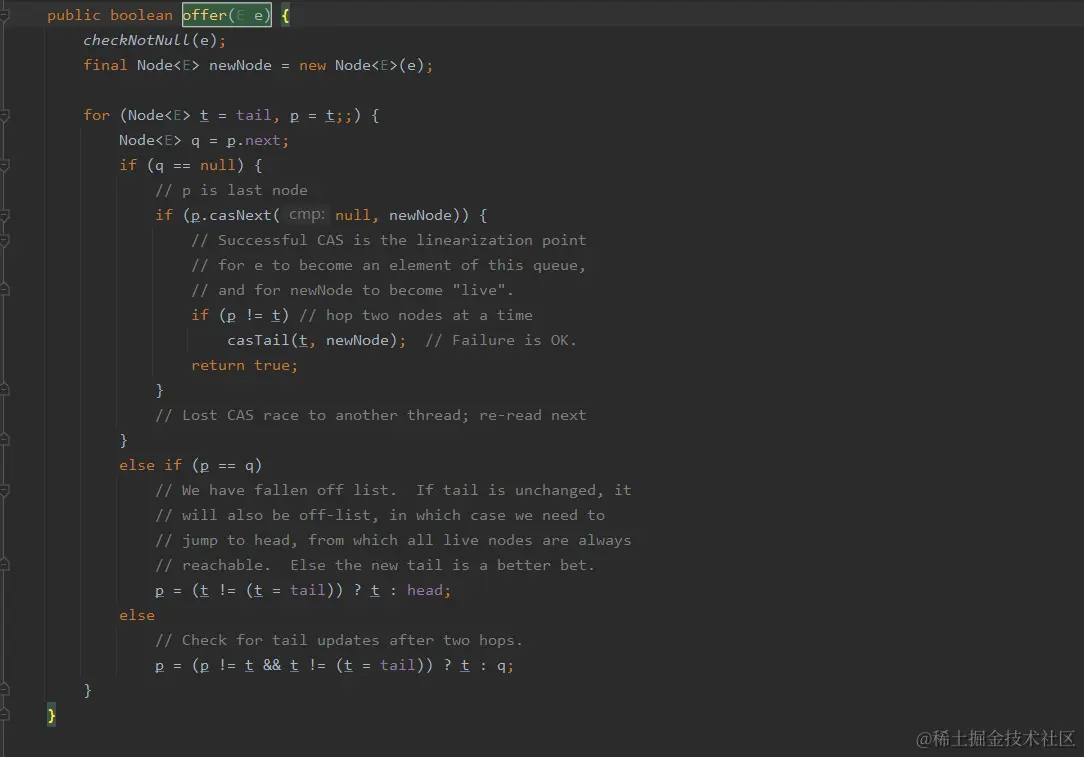 public boolean offer(E e) {
    checkNotNull(e);
    final Node<E> newNode = new Node<E>(e);

    for (Node<E> t = tail, p = t;;) {
        Node<E> q = p.next;
        if (q == null) {
            // p is last node
            if (p.casNext( cmp: null, newNode)) {
                // Successful CAS is the linearization point
                // for e to become an element of this queue,
                // and for newNode to become "live".
                if (p != t) // hop two nodes at a time
                    casTail(t, newNode);  // Failure is OK.
                return true;
            }
            // Lost CAS race to another thread; re-read next
        }
        else if (p == q)
            // We have fallen off list.  If tail is unchanged, it
            // will also be off-list, in which case we need to
            // jump to head, from which all live nodes are always
            // reachable.  Else the new tail is a better bet.
            p = (t != (t = tail)) ? t : head;
        else
            // Check for tail updates after two hops.
            p = (p != t && t != (t = tail)) ? t : q;
    }
}
@稀土掘金技术社区